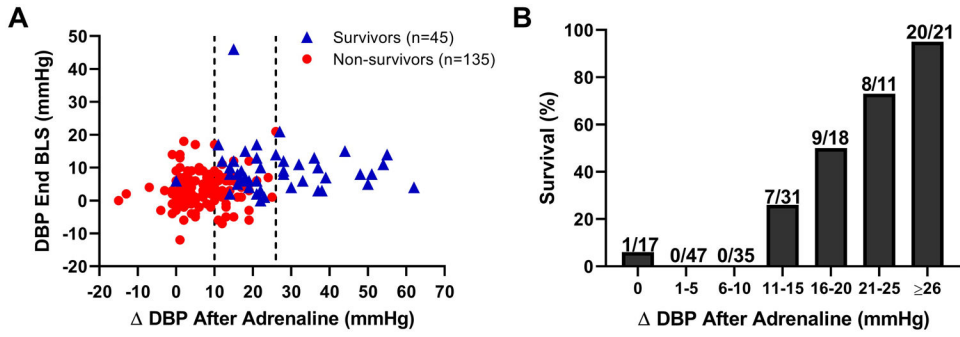 A
DBP End BLS (mmHg)
50
40
30
20
10
0
-10
-20
-20 -10 0 10 20 30 40 50 60 70
Δ DBP After Adrenaline (mmHg)
Survivors (n=45)
Non-survivors (n=135)
B
Survival (%)
100
80
60
40
20
0
1/17 0/47 0/35 7/31 9/18 8/11 20/21
0 1-5 6-10 11-15 16-20 21-25 ≥26
Δ DBP After Adrenaline (mmHg)